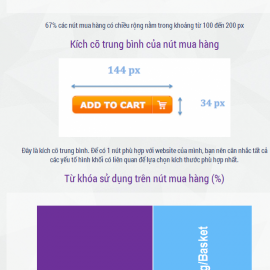 67% các nút mua hàng có chiều rộng nằm trong khoảng từ 100 đến 200 px
Kích cỡ trung bình của nút mua hàng
144 px
ADD TO CART
34 px
Đây là kích cỡ trung bình. Để có 1 nút phù hợp với website của mình, bạn nên cân nhắc tất cả
các yếu tố hình khối có liên quan để lựa chọn kích thước phù hợp nhất.
Từ khóa sử dụng trên nút mua hàng (%)
g/Basket